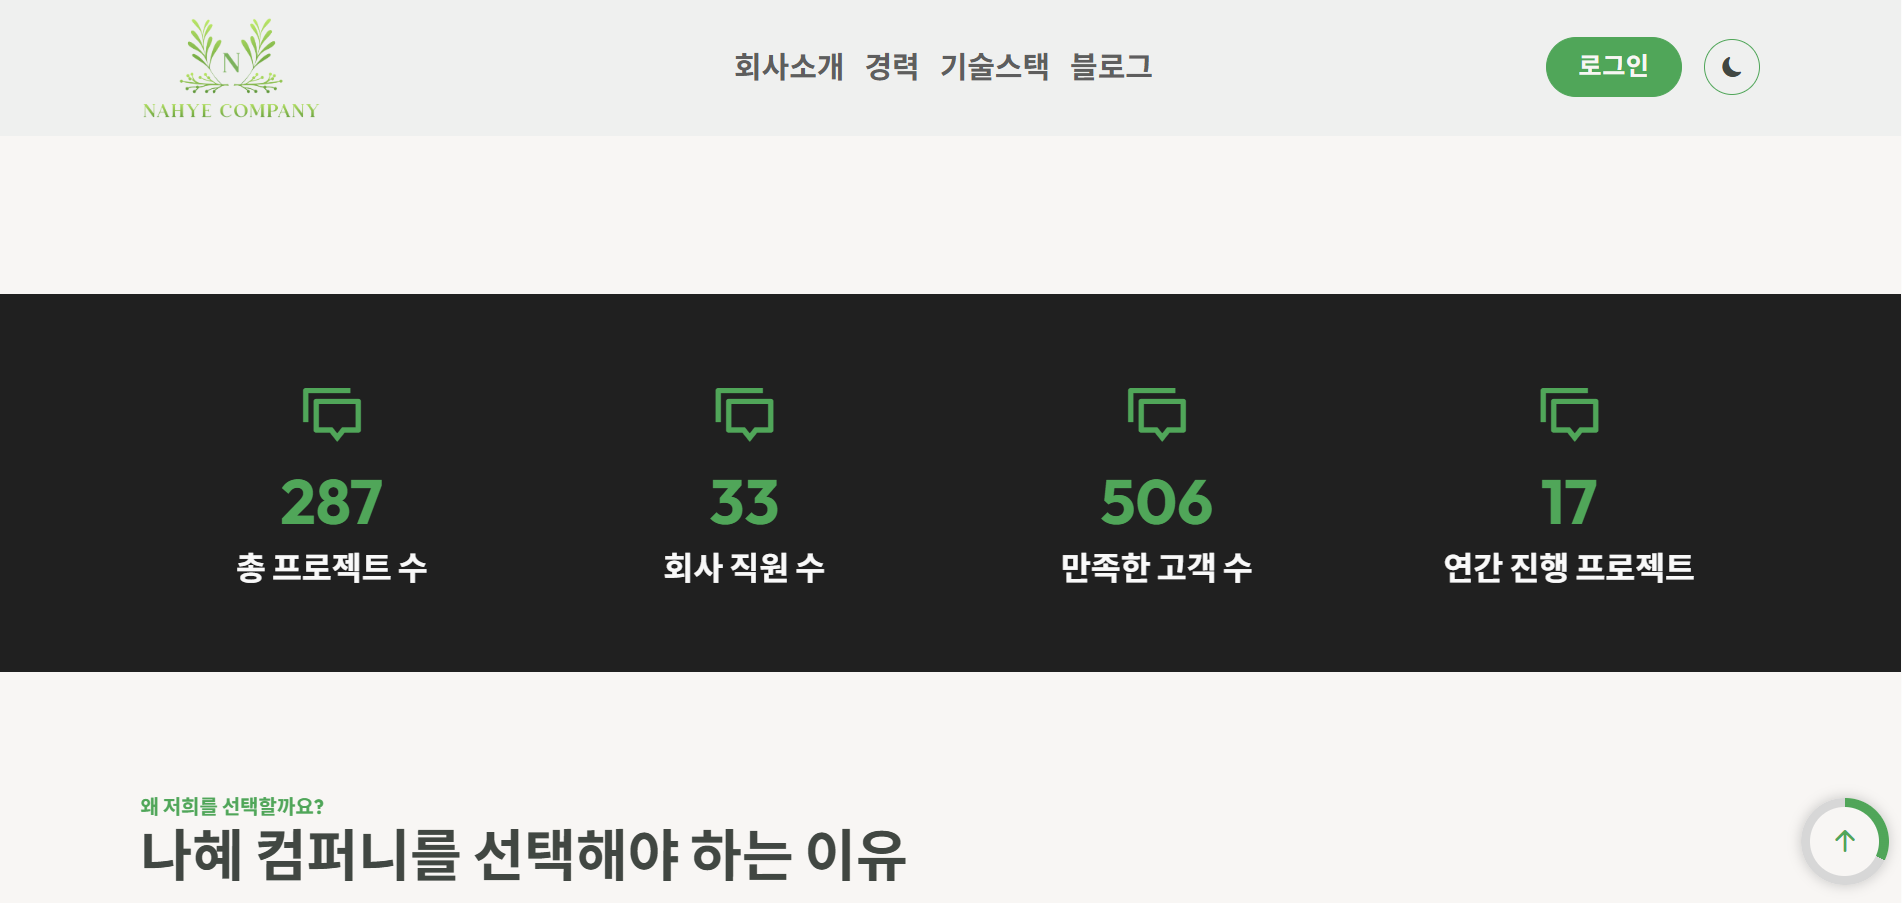 N
NAHYE COMPANY
회사소개 경력 기술스택 블로그
로그인
287
총 프로젝트 수
33
회사 직원 수
506
만족한 고객 수
17
연간 진행 프로젝트
왜 저희를 선택할까요?
나혜 컴퍼니를 선택해야 하는 이유